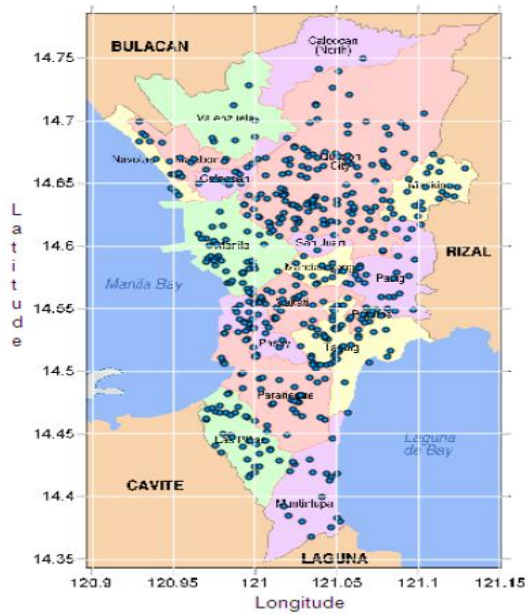 14.75
14.7
14.65
14.6
14.55
14.5
14.45
14.4
14.35
Latitude
BULACAN
Caloocan
(North)
Valenzuela
Navotas
Malabon
Caloocan
Quezon
City
Marikina
San Juan
Manila
Mandaluyong
RIZAL
Manila Bay
Pasig
Makati
Pateros
Pasay
Taguig
Paranaque
Las Pinas
Laguna
de Bay
CAVITE
Muntinlupa
LAGUNA
120.9
120.95
121
121.05
121.1
121.15
Longitude